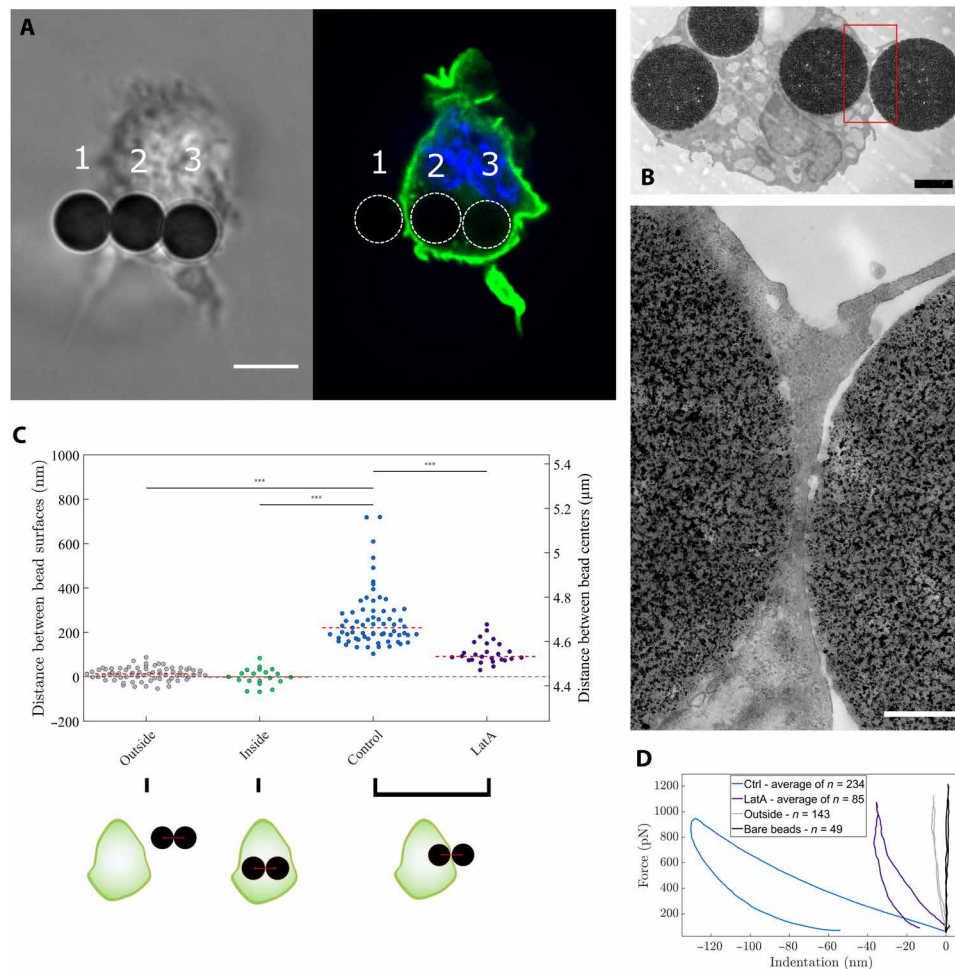 A
1 2 3
1 2 3
B
C
1000
800
600
400
200
0
−200
Distance between bead surfaces (nm)
5.4
5.2
5
4.8
4.6
4.4
Distance between bead centers (μm)
***
***
***
Outside
Inside
Control
LatA
D
Ctrl - average of n = 234
LatA - average of n = 85
Outside - n = 143
Bare beads - n = 49
1200
1000
800
600
400
200
Force (pN)
−120 −100 −80 −60 −40 −20 0
Indentation (nm)